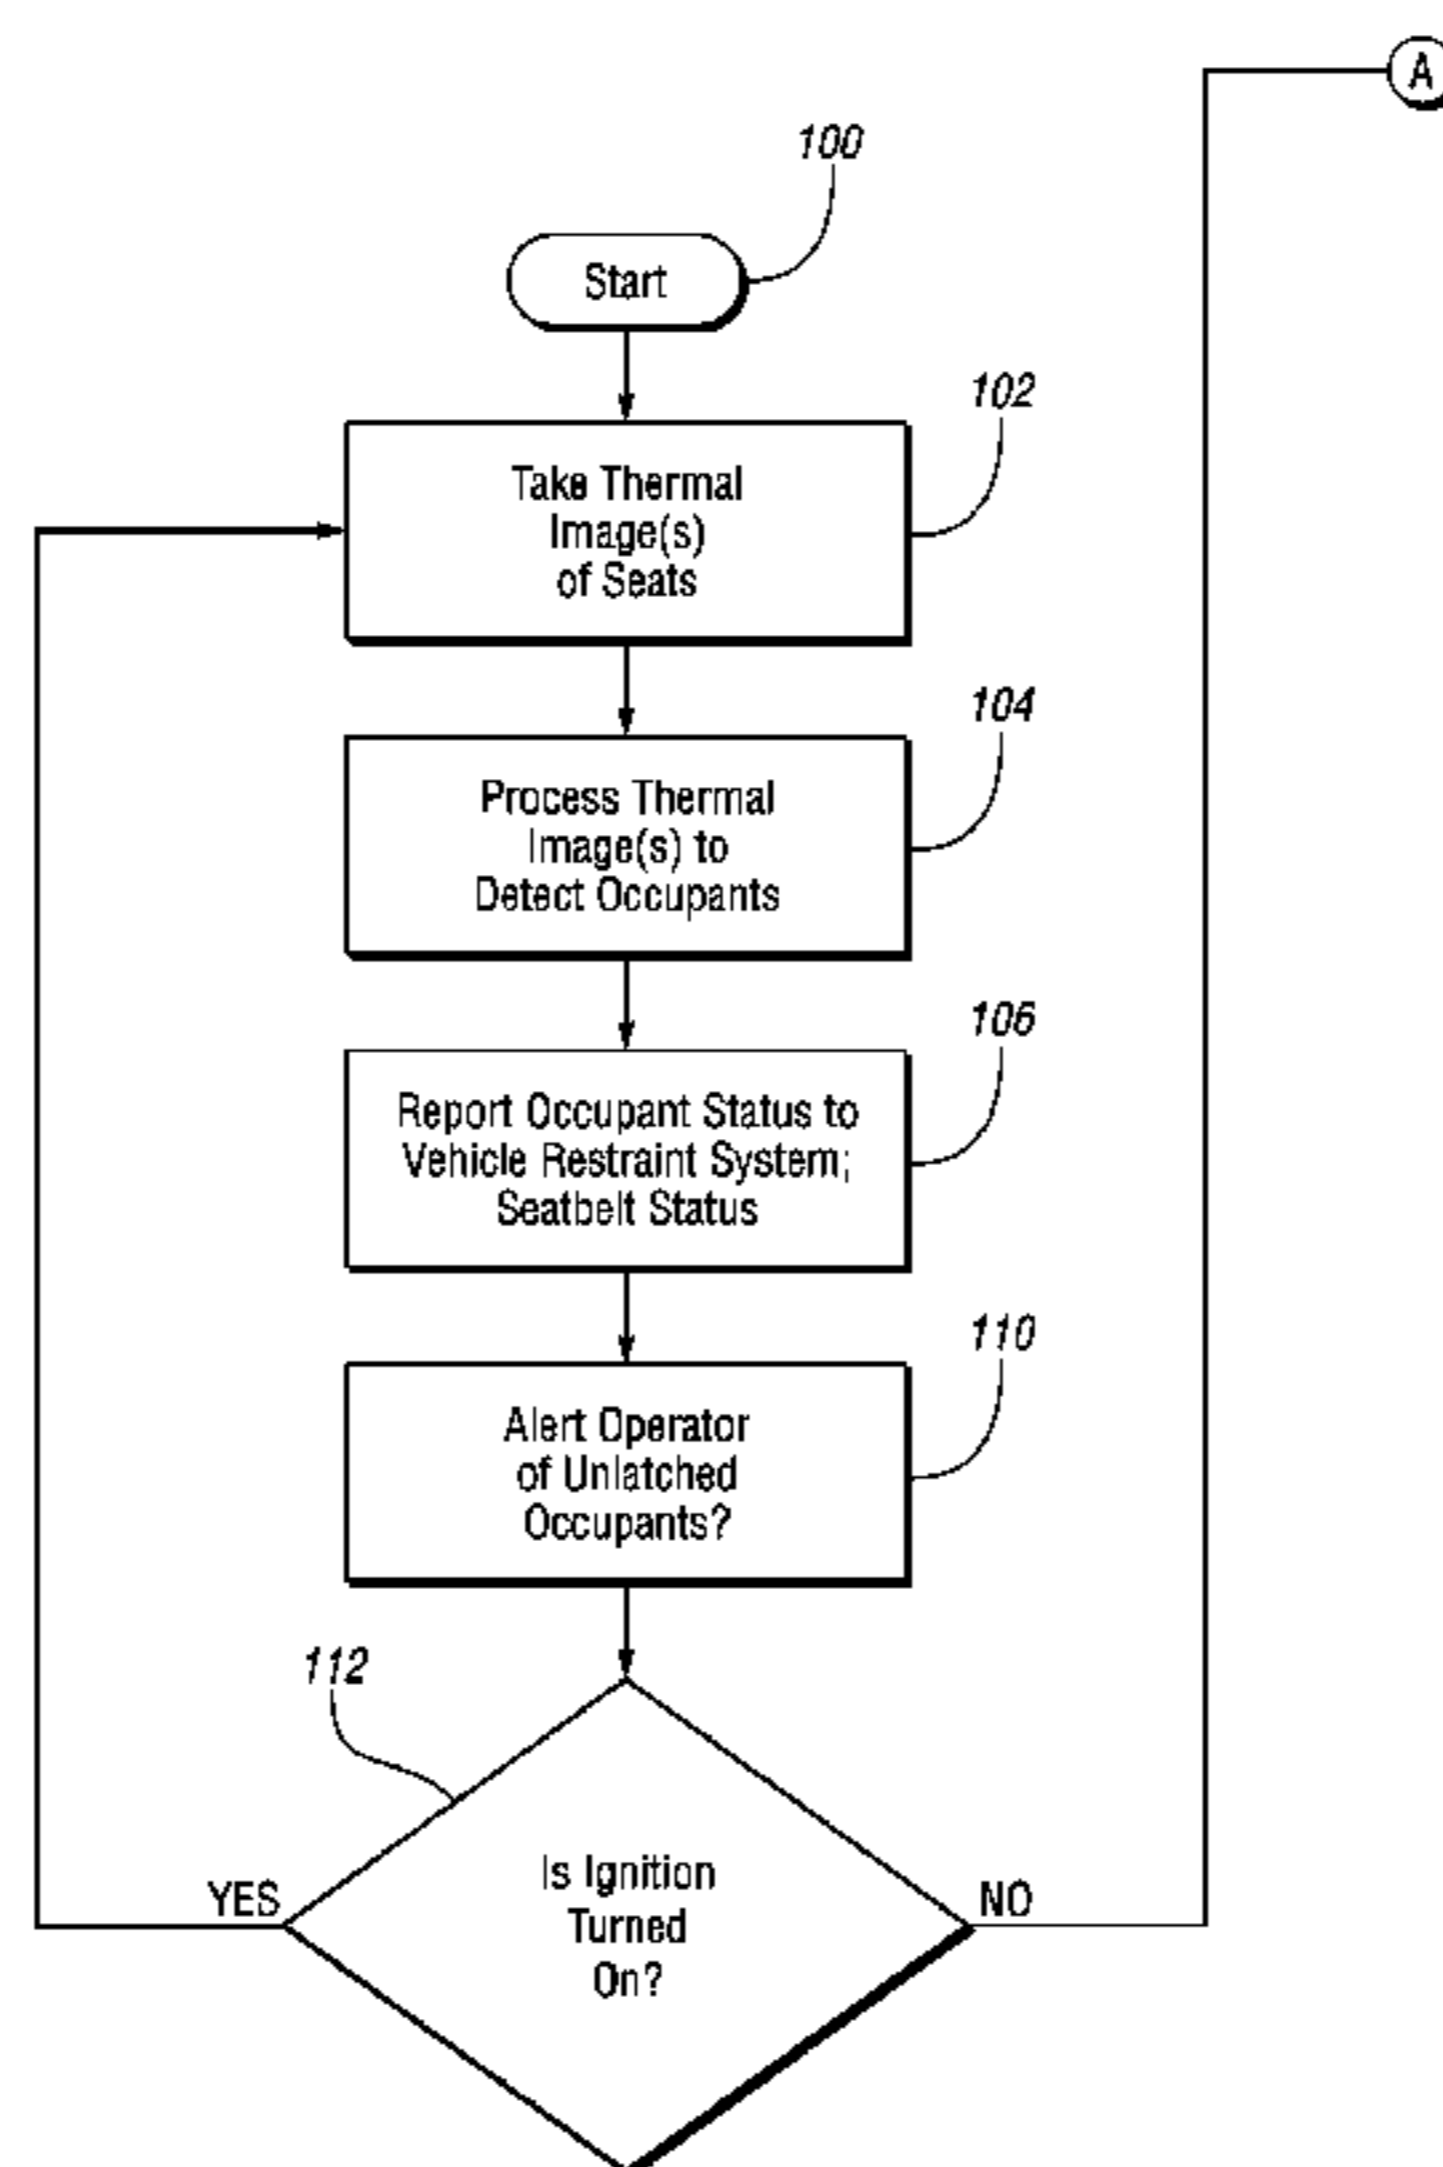 A
100
Start
102
Take Thermal
Image(s)
of Seats
104
Process Thermal
Image(s) to
Detect Occupants
106
Report Occupant Status to
Vehicle Restraint System;
Seatbelt Status
110
Alert Operator
of Unlatched
Occupants?
112
Is Ignition
Turned
On?
YES
NO